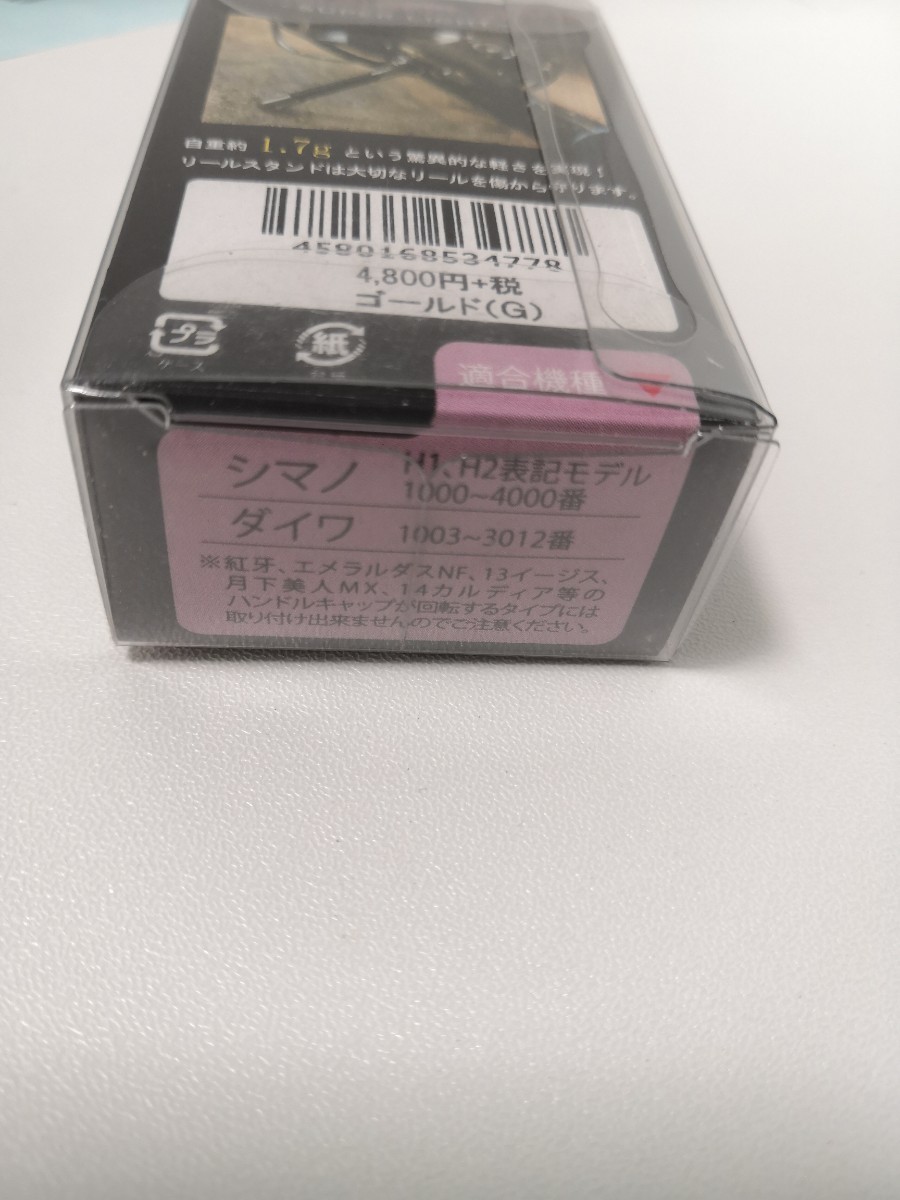 自重約 1.7g という驚異的な軽さを実現！
リールスタンドは大切なリールを傷から守ります。
4580168534778
4,800円+税
ゴールド(G)
プラ
ケース
紙
適合機種
シマノ H1、H2表記モデル
1000~4000番
ダイワ 1003~3012番
※紅牙、エメラルダスNF、13イージス、
月下美人MX、14カルディア等の
ハンドルキャップが回転するタイプには
取り付け出来ませんのでご注意ください。